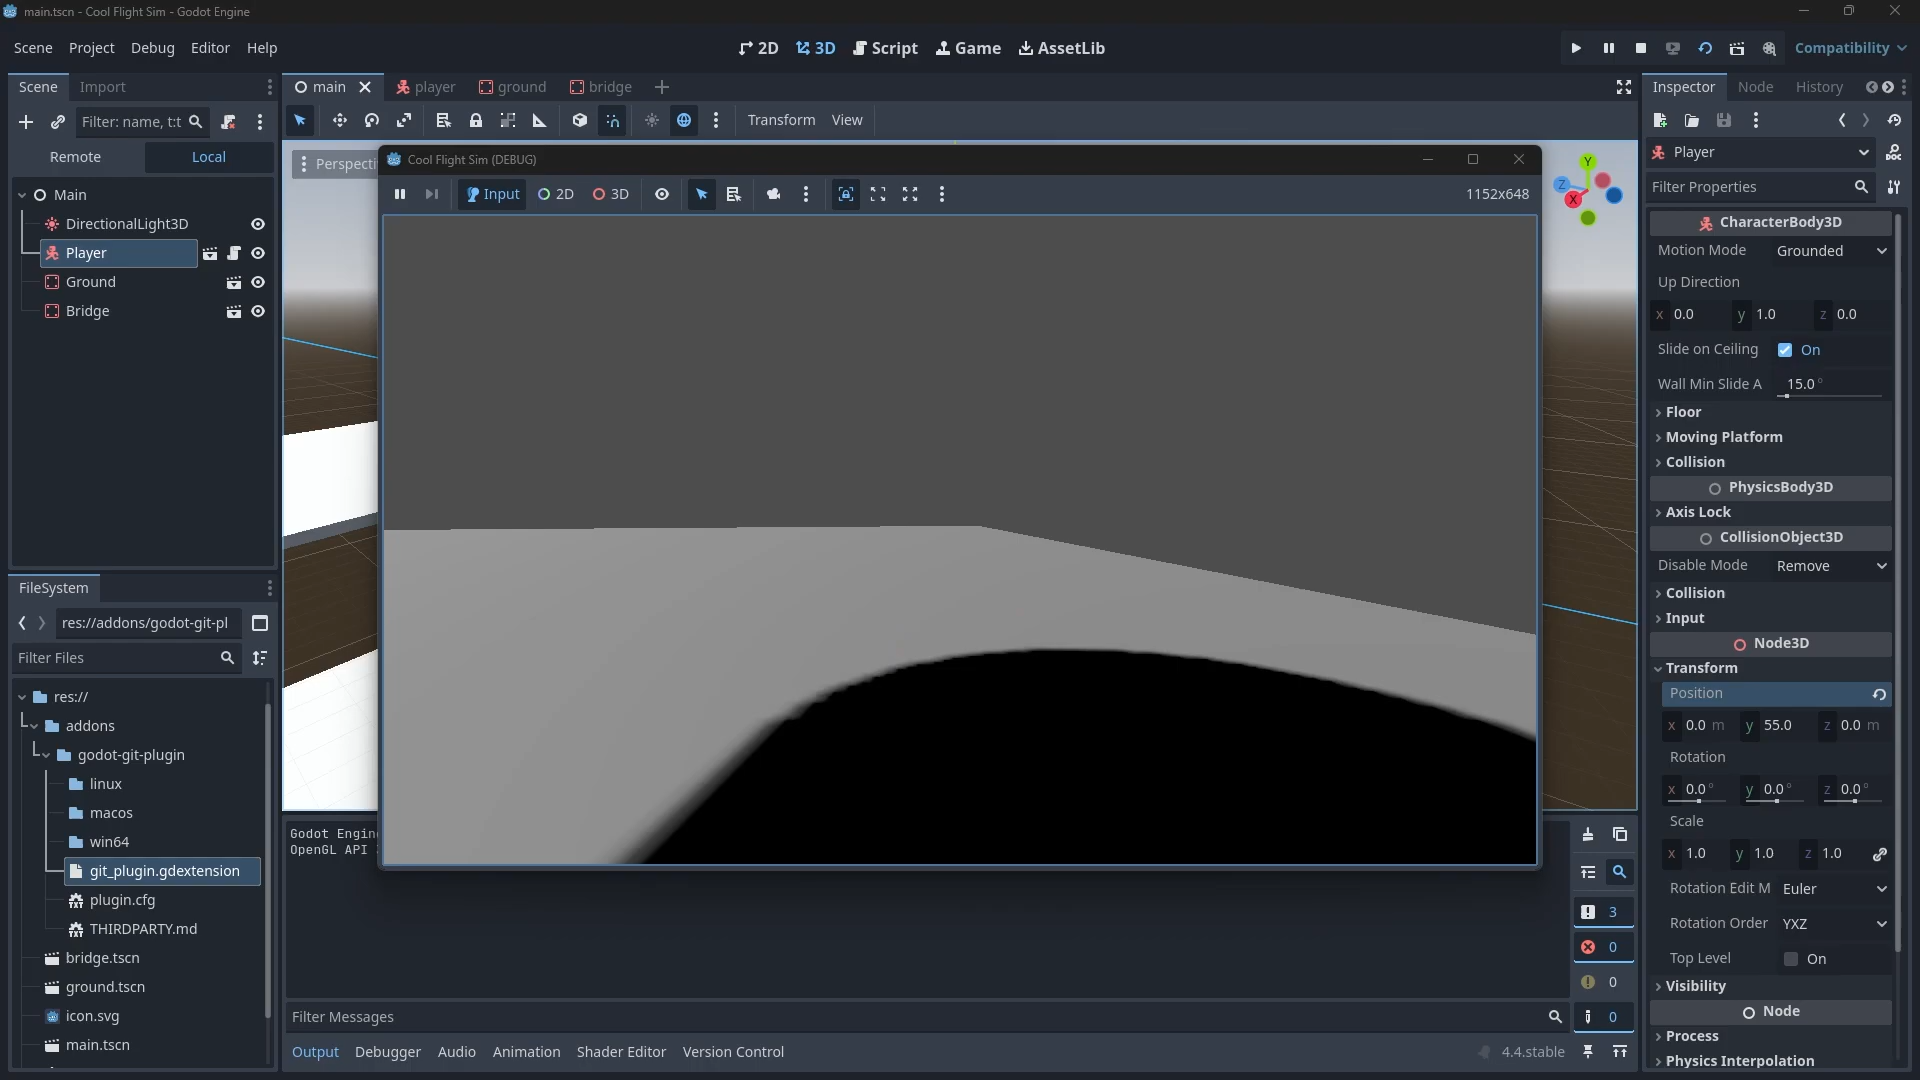 main.tscn - Cool Flight Sim - Godot Engine
Scene Project Debug Editor Help
2D 3D Script Game AssetLib
Compatibility
Scene Import
main player ground bridge
Inspector Node History
Filter: name, t:t
Transform View
Remote Local
Perspecti
Cool Flight Sim (DEBUG)
Input 2D 3D
1152x648
Main
DirectionalLight3D
Player
Ground
Bridge
Y
Z
X
FileSystem
res://addons/godot-git-pl
Filter Files
res://
addons
godot-git-plugin
linux
macos
win64
git_plugin.gdextension
plugin.cfg
THIRDPARTY.md
bridge.tscn
ground.tscn
icon.svg
main.tscn
Godot Engin
OpenGL API
3
0
0
0
Filter Messages
Output Debugger Audio Animation Shader Editor Version Control
4.4.stable
Player
DOC
Filter Properties
CharacterBody3D
Motion Mode Grounded
Up Direction
x 0.0 y 1.0 z 0.0
Slide on Ceiling On
Wall Min Slide A 15.0 °
Floor
Moving Platform
Collision
PhysicsBody3D
Axis Lock
CollisionObject3D
Disable Mode Remove
Collision
Input
Node3D
Transform
Position
x 0.0 m y 55.0 z 0.0 m
Rotation
x 0.0 ° y 0.0 ° z 0.0 °
Scale
x 1.0 y 1.0 z 1.0
Rotation Edit M Euler
Rotation Order YXZ
Top Level On
Visibility
Node
Process
Physics Interpolation